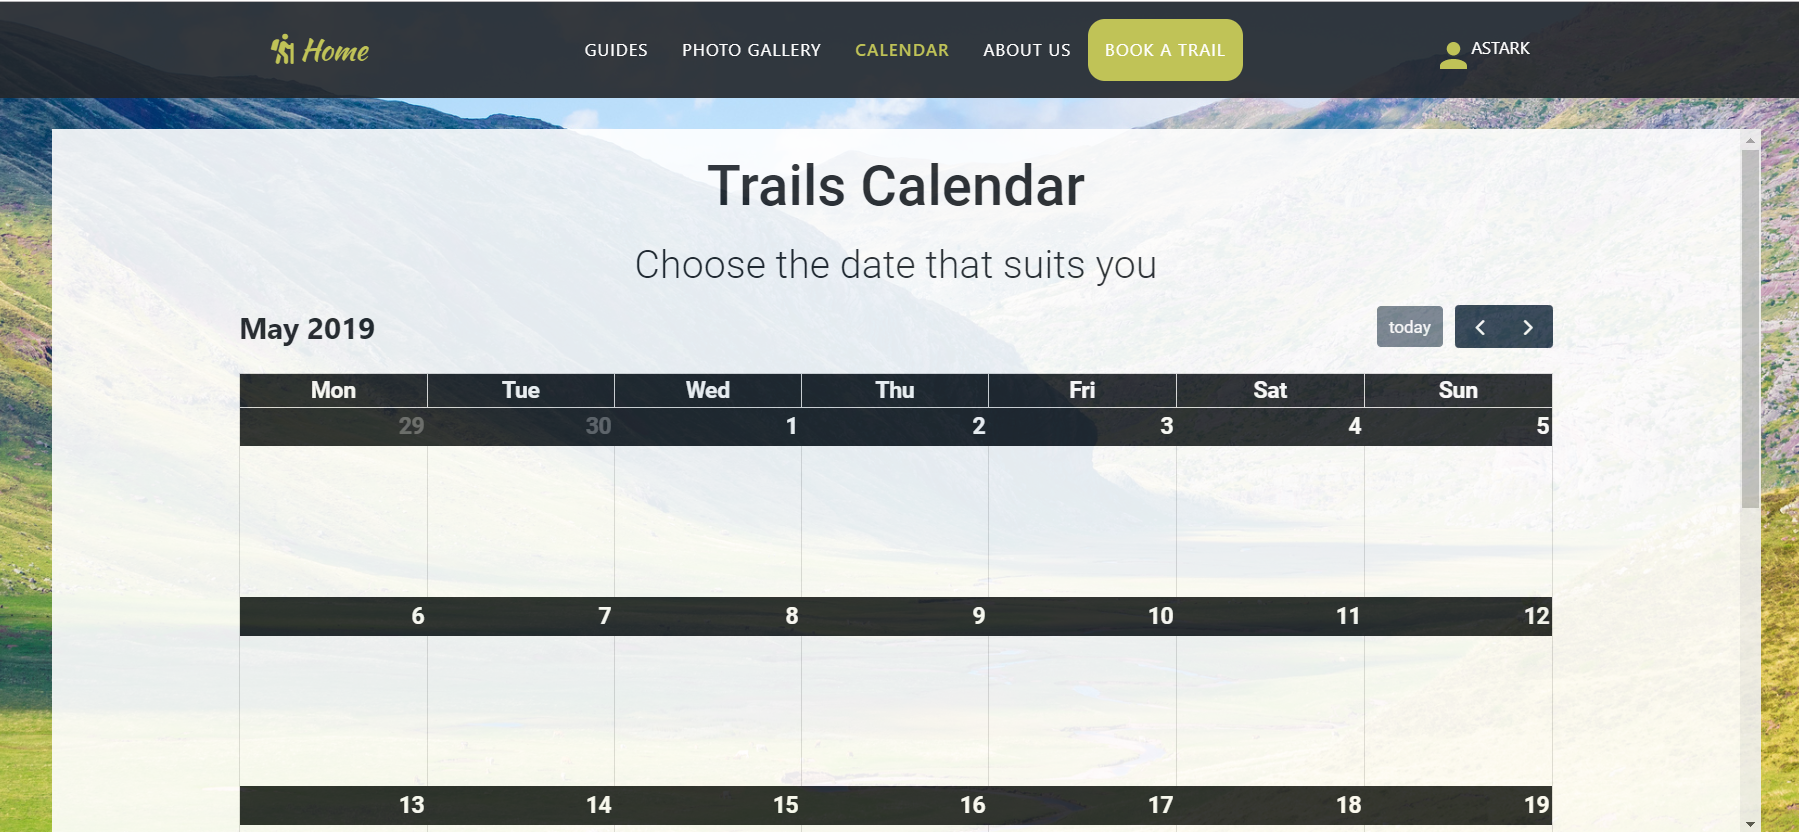 Home GUIDES PHOTO GALLERY CALENDAR ABOUT US BOOK A TRAIL ASTARK
Trails Calendar
Choose the date that suits you
May 2019 today
Mon Tue Wed Thu Fri Sat Sun
29 30 1 2 3 4 5
6 7 8 9 10 11 12
13 14 15 16 17 18 19